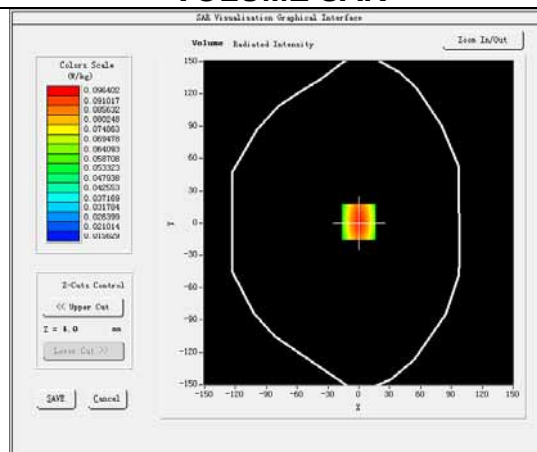 VOLUME SAR
SAR Visualisation Graphical Interface
Volume Radiated Intensity
Zoom In/Out
Colors Scale
(W/kg)
0.096402
0.091017
0.085632
0.080248
0.074863
0.069478
0.064093
0.058708
0.053323
0.047938
0.042553
0.037169
0.031784
0.026399
0.021014
0.015629
Z-Cuts Control
<< Upper Cut
Z = 4.0 mm
Lower Cut >>
SAVE Cancel
150
120
90
60
30
0
-30
-60
-90
-120
-150
Y
-150 -120 -90 -60 -30 0 30 60 90 120 150
X